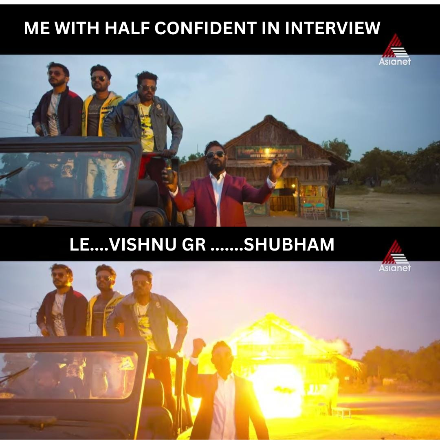 ME WITH HALF CONFIDENT IN INTERVIEW
Asianet
LE....VISHNU GR .......SHUBHAM
Asianet